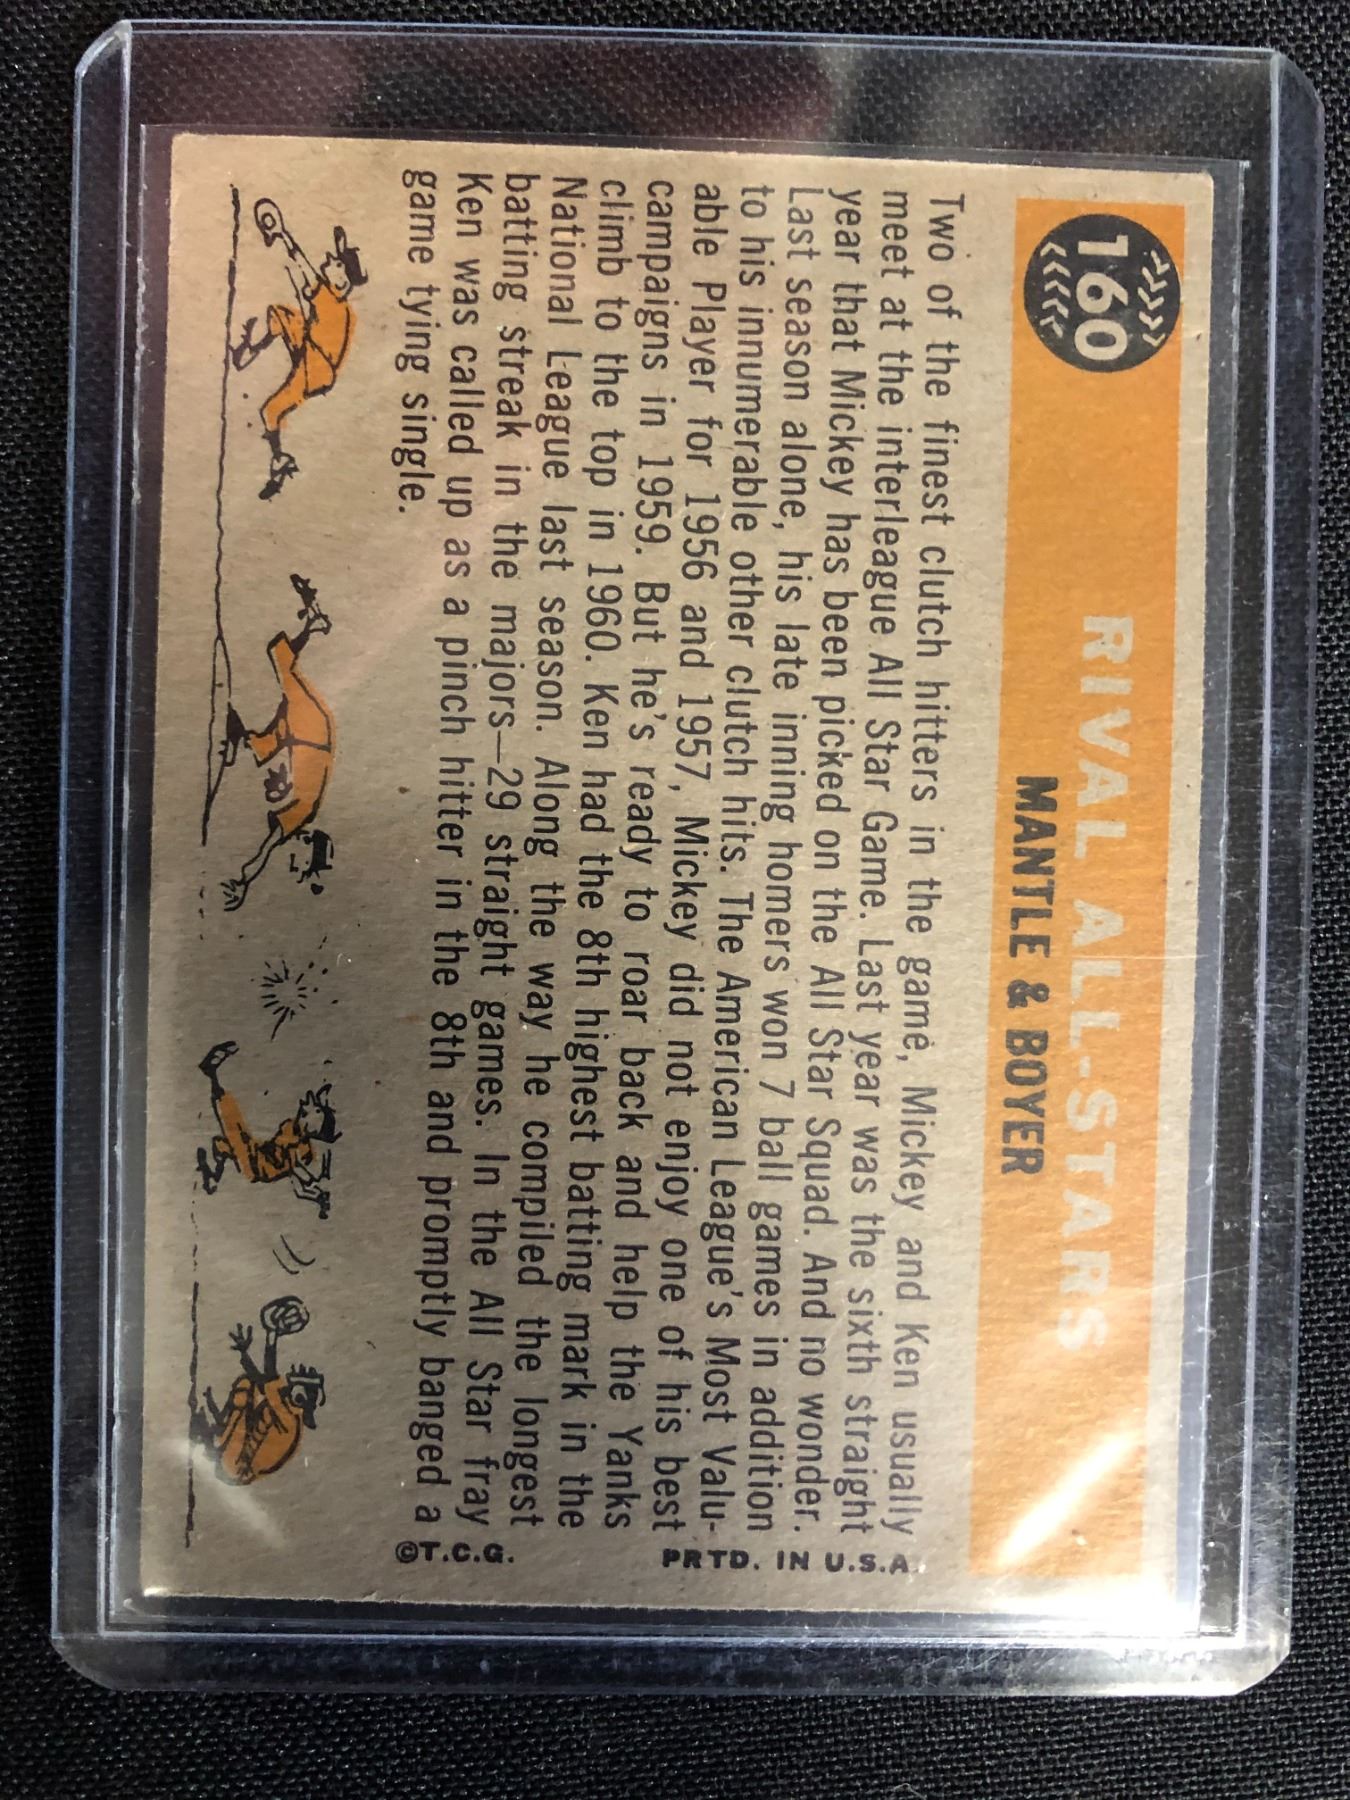 160
RIVAL ALL-STARS
MANTLE & BOYER
Two of the finest clutch hitters in the game, Mickey and Ken usually
meet at the interleague All Star Game. Last year was the sixth straight
year that Mickey has been picked on the All Star Squad. And no wonder.
Last season alone, his late inning homers won 7 ball games in addition
to his innumerable other clutch hits. The American League's Most Valu-
able Player for 1956 and 1957, Mickey did not enjoy one of his best
campaigns in 1959. But he's ready to roar back and help the Yanks
climb to the top in 1960. Ken had the 8th highest batting mark in the
National League last season. Along the way he compiled the longest
batting streak in the majors—29 straight games. In the All Star fray
Ken was called up as a pinch hitter in the 8th and promptly banged a
game tying single.
©T.C.G. PRTD. IN U.S.A.